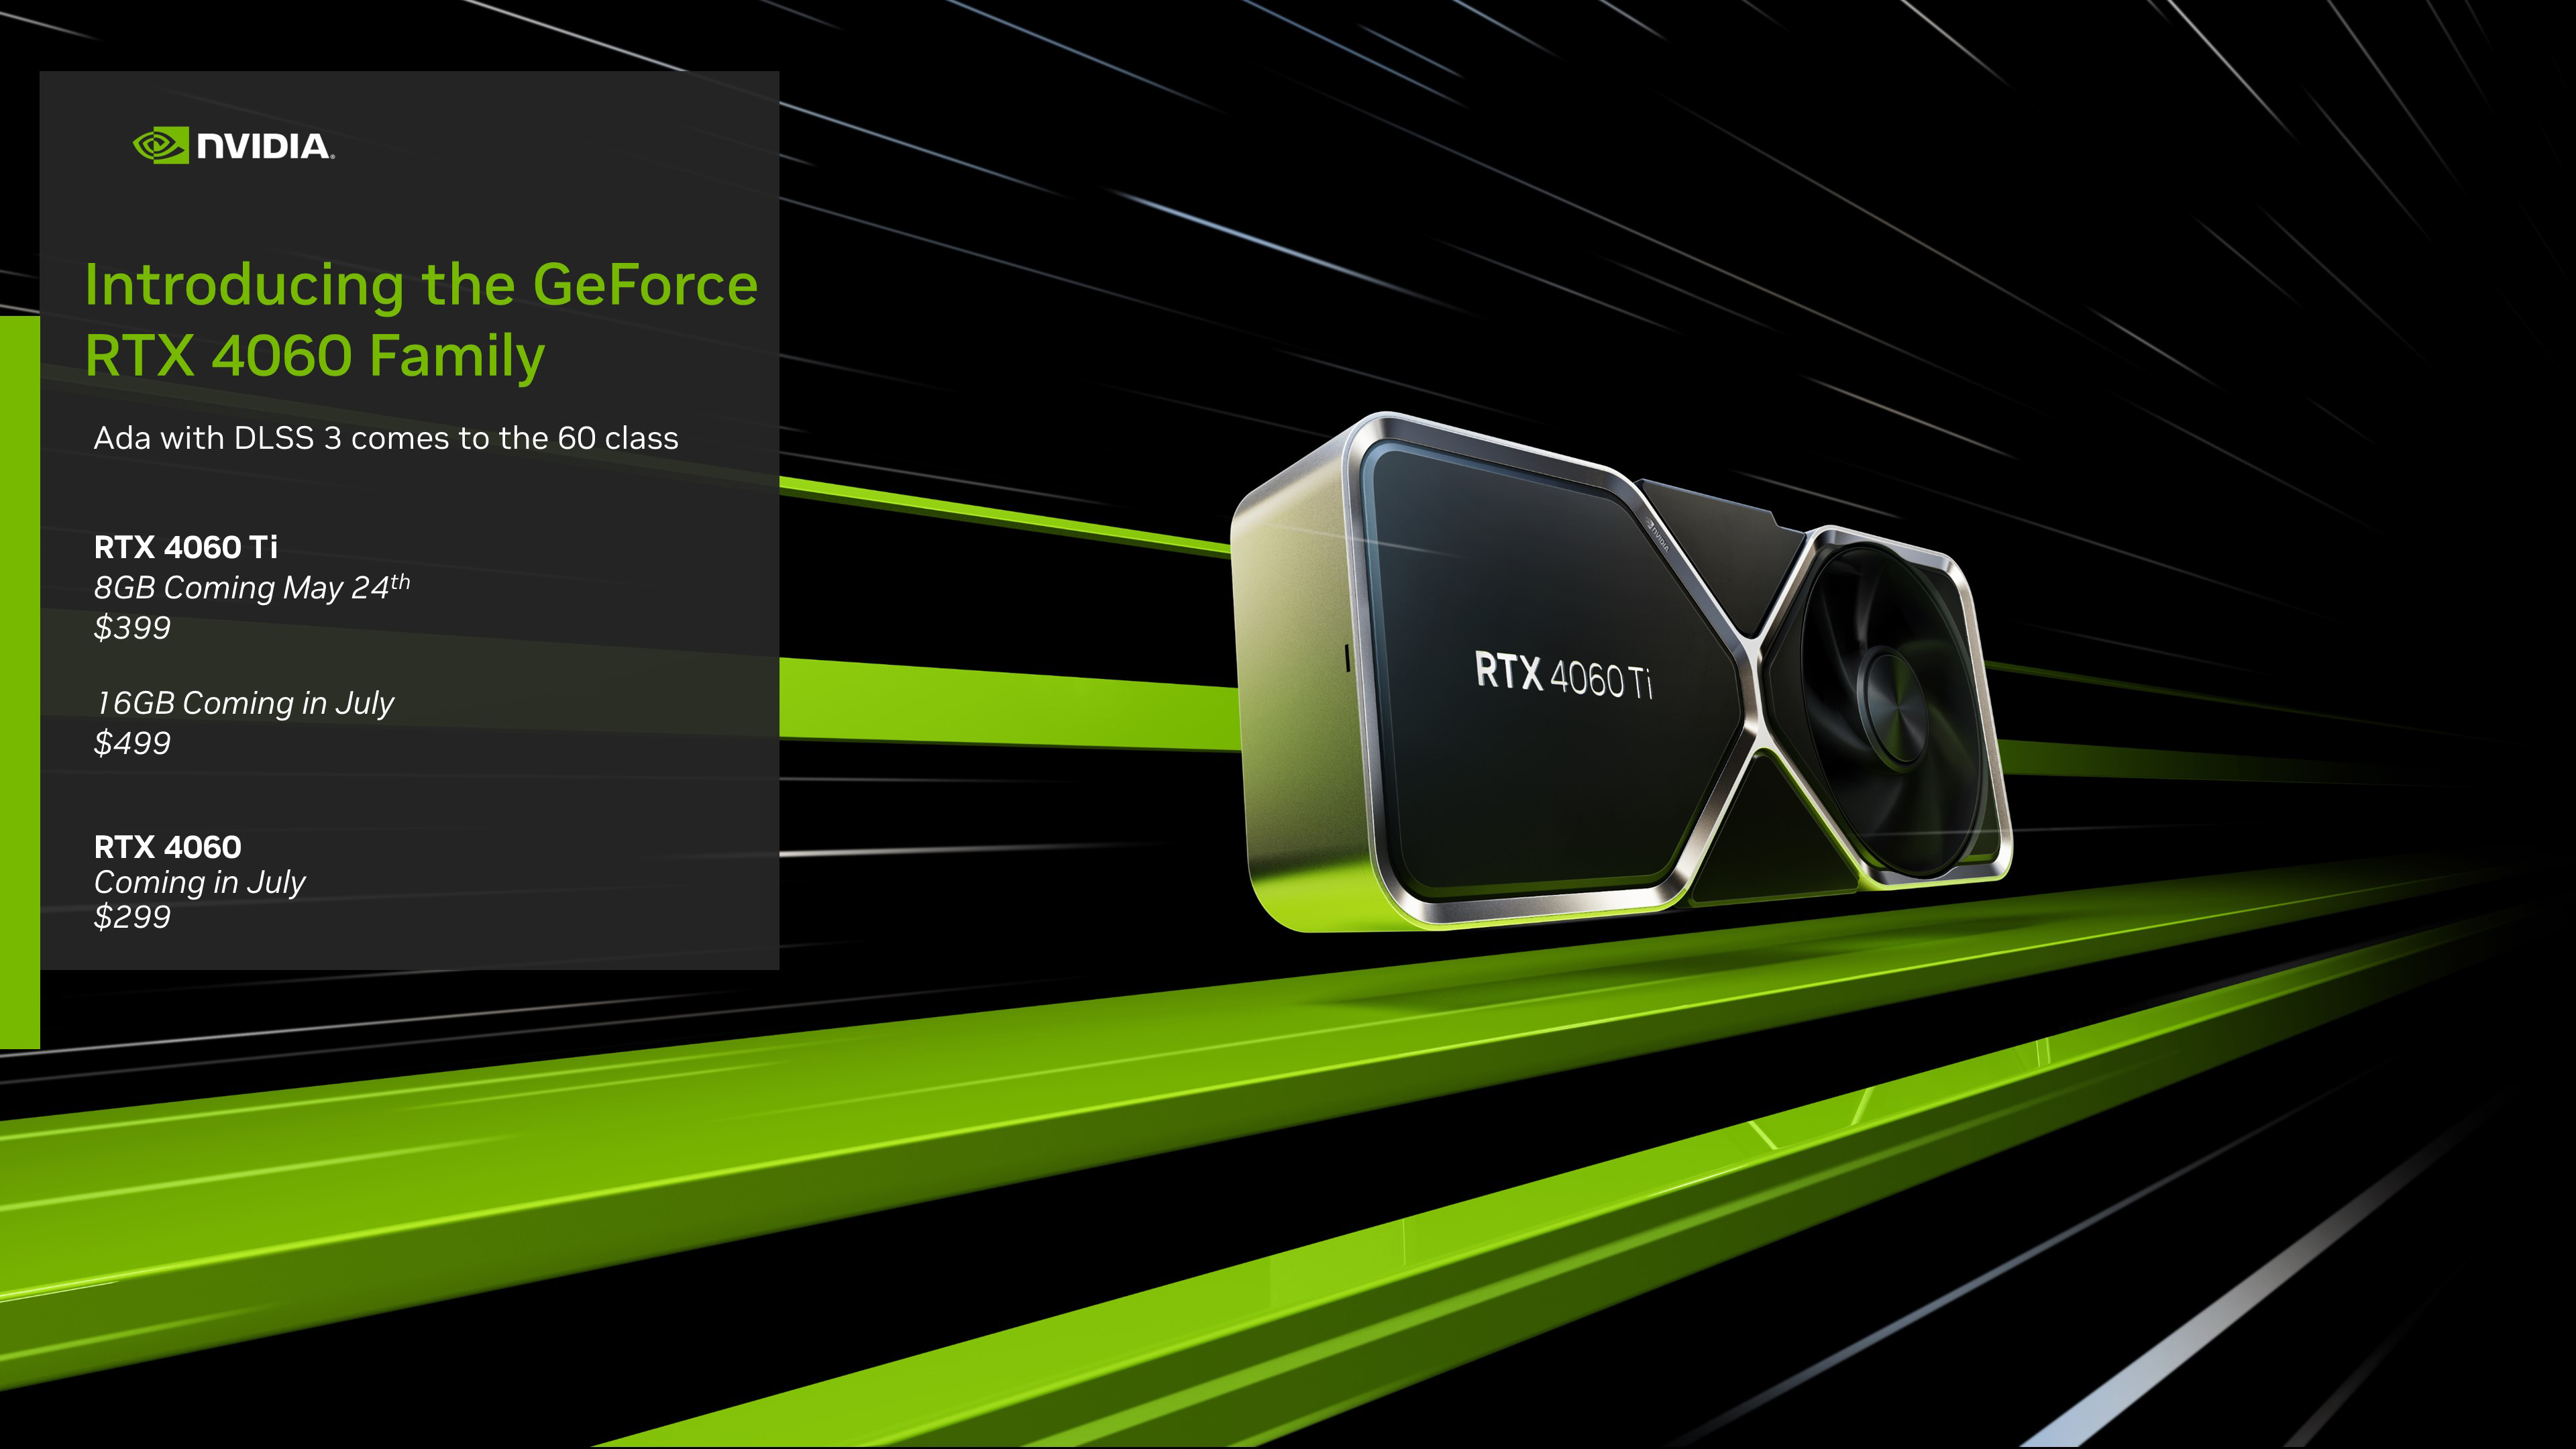 NVIDIA
Introducing the GeForce
RTX 4060 Family
Ada with DLSS 3 comes to the 60 class
RTX 4060 Ti
8GB Coming May 24th
$399
16GB Coming in July
$499
RTX 4060
Coming in July
$299
NVIDIA
RTX 4060 Ti